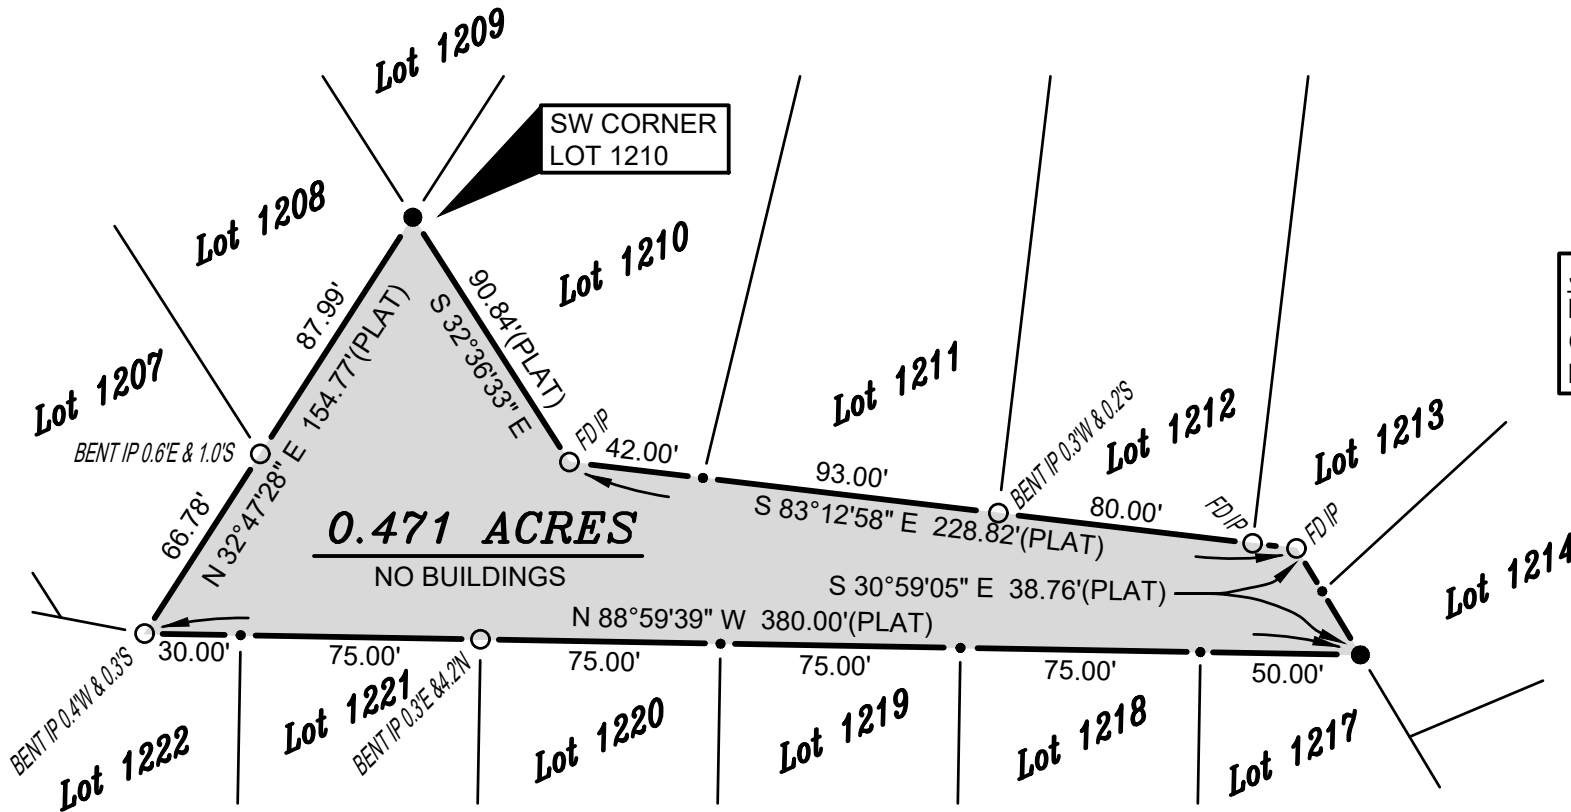 Lot 1209
SW CORNER
LOT 1210
Lot 1208
Lot 1210
87.99'
90.84'(PLAT)
S 32°36'33" E
N 32°47'28" E 154.77'(PLAT)
Lot 1207
BENT IP 0.6'E & 1.0'S
66.78'
FD IP
42.00'
Lot 1211
93.00'
S 83°12'58" E 228.82'(PLAT)
BENT IP 0.3'W & 0.2'S
Lot 1212
80.00'
FD IP
FD IP
Lot 1213
Lot 1214
0.471 ACRES
NO BUILDINGS
S 30°59'05" E 38.76'(PLAT)
N 88°59'39" W 380.00'(PLAT)
30.00'
75.00'
75.00'
75.00'
75.00'
50.00'
BENT IP 0.4'W & 0.3'S
BENT IP 0.3'E &4.2'N
Lot 1222
Lot 1221
Lot 1220
Lot 1219
Lot 1218
Lot 1217